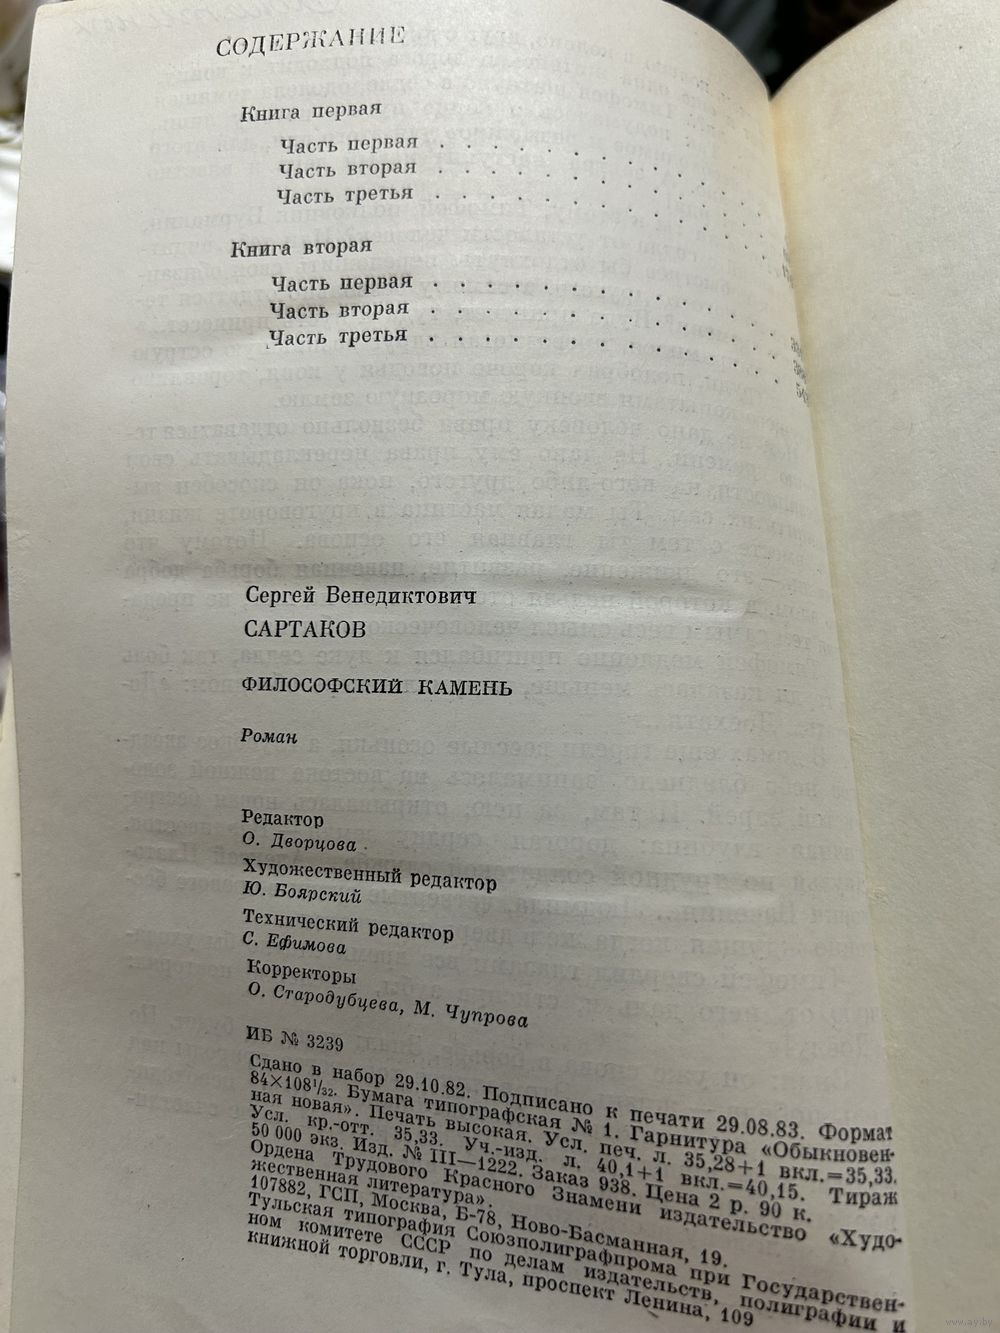 СОДЕРЖАНИЕ
Книга первая
Часть первая . . . . . . . . . .
Часть вторая . . . . . . . . . .
Часть третья . . . . . . . . . .
Книга вторая
Часть первая . . . . . . . . . .
Часть вторая . . . . . . . . . .
Часть третья . . . . . . . . . .
Сергей Венедиктович
САРТАКОВ
ФИЛОСОФСКИЙ КАМЕНЬ
Роман
Редактор
О. Дворцова
Художественный редактор
Ю. Боярский
Технический редактор
С. Ефимова
Корректоры
О. Стародубцева, М. Чупрова
ИБ № 3239
Сдано в набор 29.10.82. Подписано к печати 29.08.83. Формат
84×108¹/₃₂. Бумага типографская № 1. Гарнитура «Обыкновен-
ная новая». Печать высокая. Усл. печ. л. 35,28+1 вкл.=35,33.
Усл. кр.-отт. 35,33. Уч.-изд. л. 40,1+1 вкл.=40,15. Тираж
50 000 экз. Изд. № III—1222. Заказ 938. Цена 2 р. 90 к.
Ордена Трудового Красного Знамени издательство «Худо-
жественная литература».
107882, ГСП, Москва, Б-78, Ново-Басманная, 19.
Тульская типография Союзполиграфпрома при Государствен-
ном комитете СССР по делам издательств, полиграфии и
книжной торговли, г. Тула, проспект Ленина, 109
www.ay.by